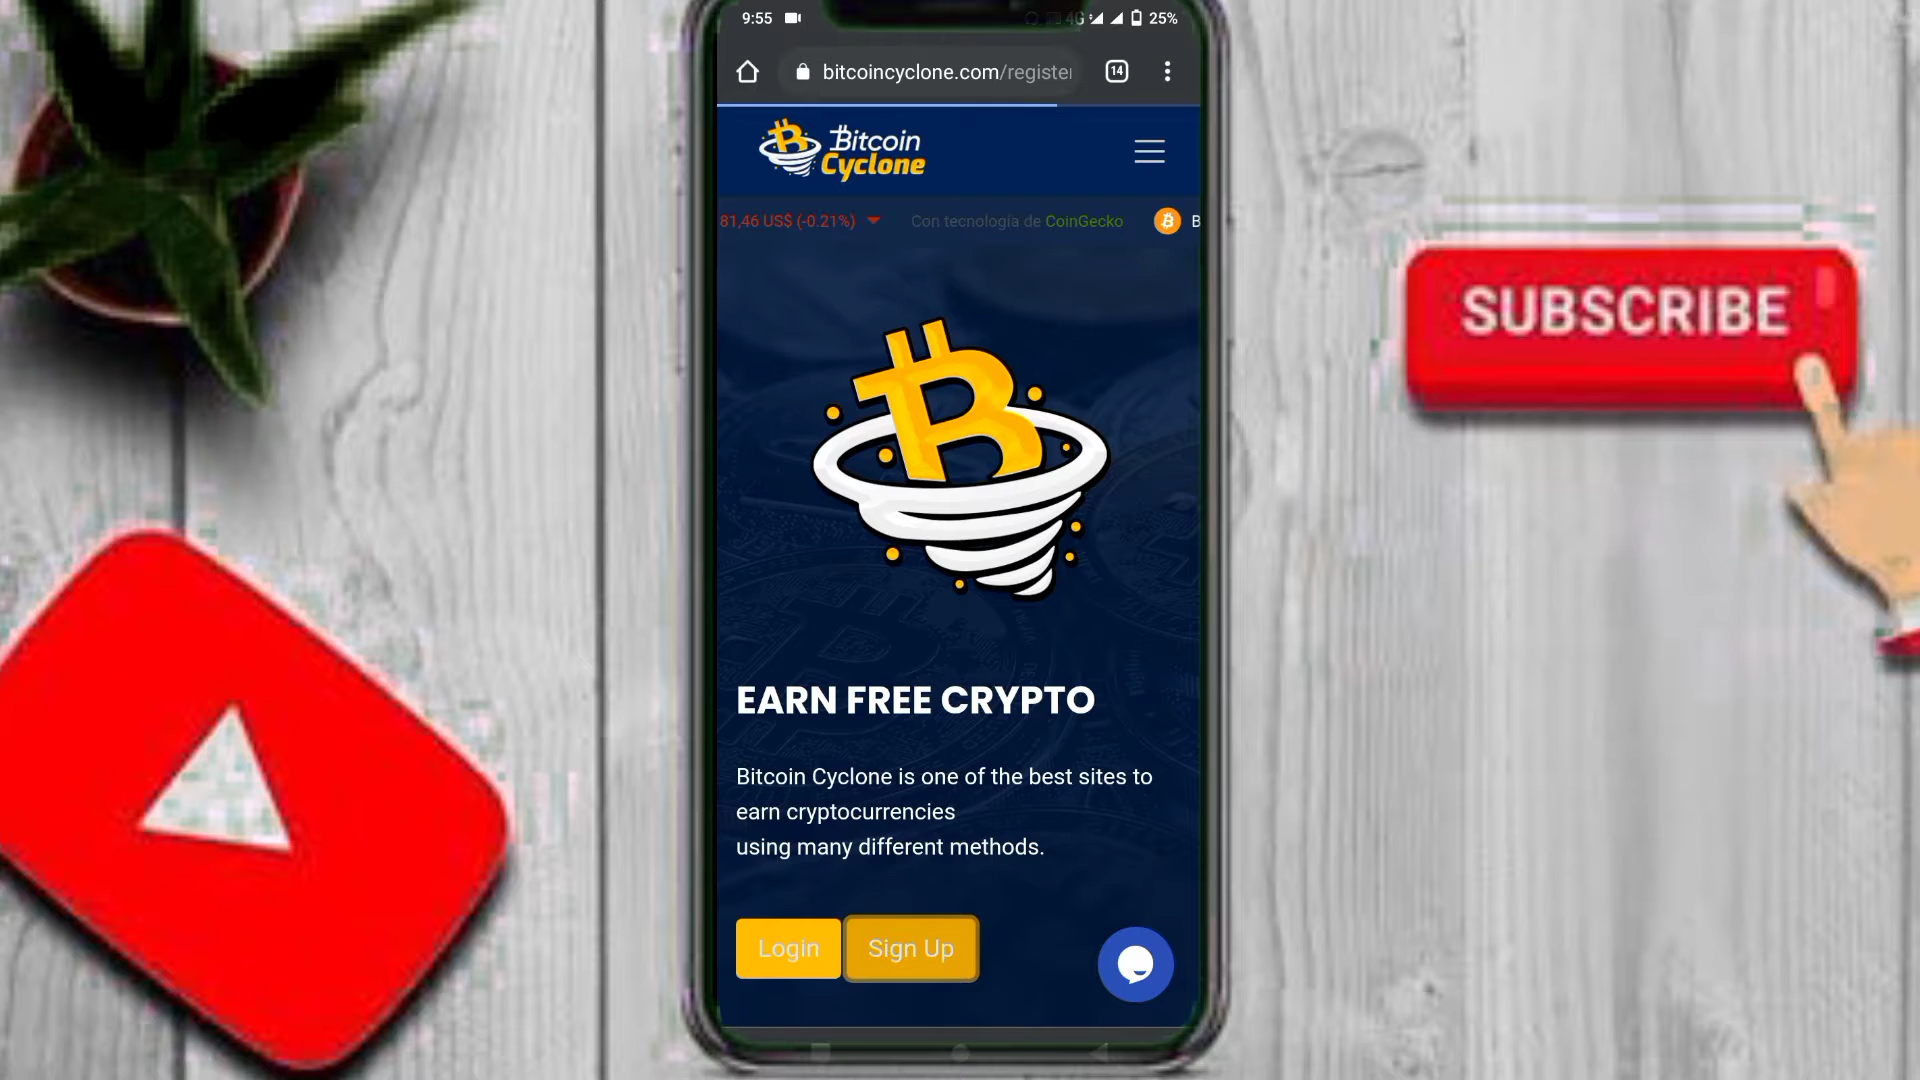 9:55
4G
25%
bitcoincyclone.com/register
14
Bitcoin
Cyclone
81,46 US$ (-0.21%)
Con tecnología de CoinGecko
B
SUBSCRIBE
EARN FREE CRYPTO
Bitcoin Cyclone is one of the best sites to
earn cryptocurrencies
using many different methods.
Login
Sign Up